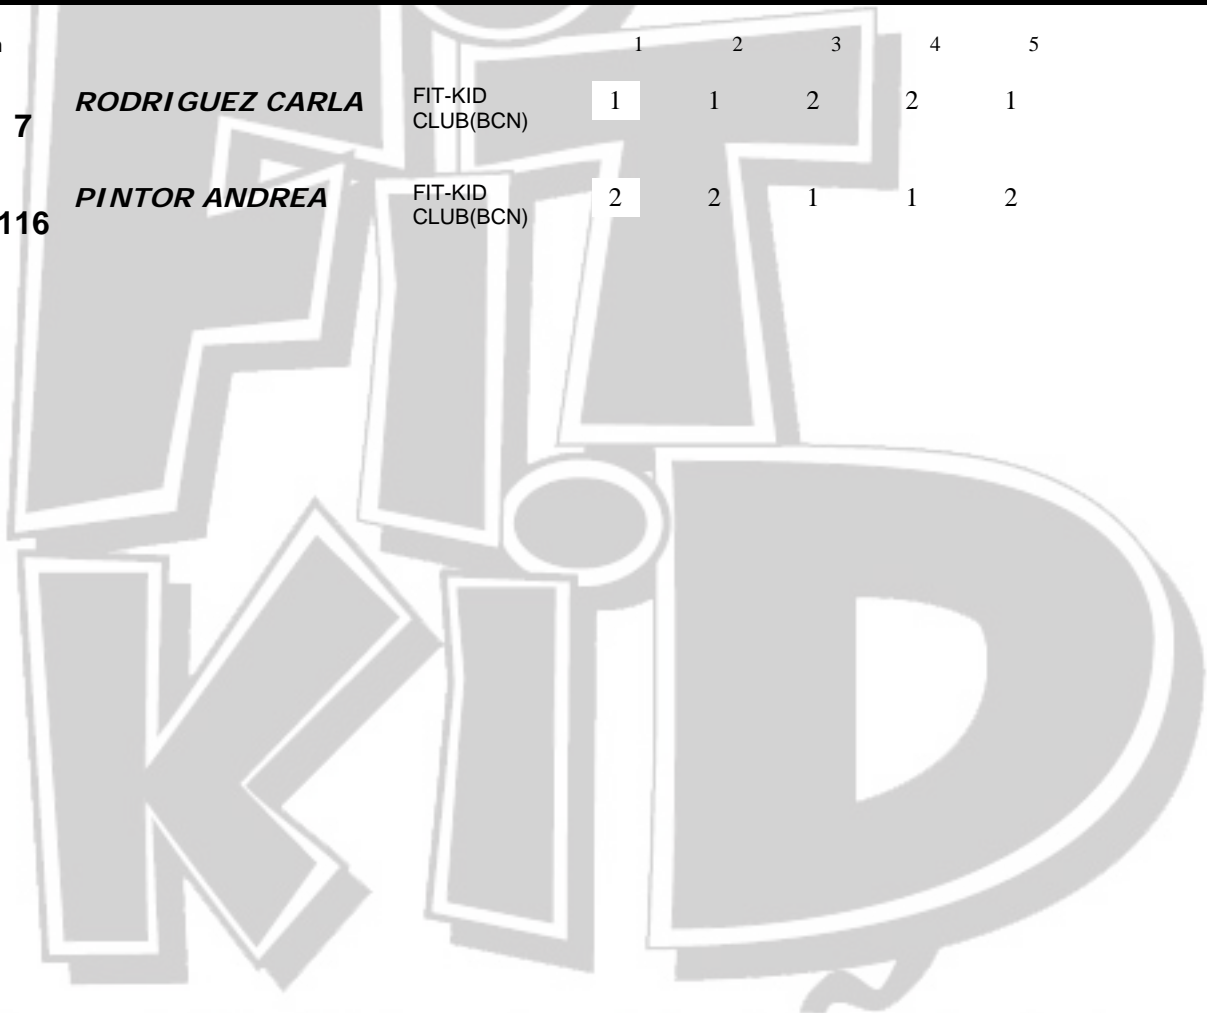 n 1 2 3 4 5
RODRIGUEZ CARLA FIT-KID 1 1 2 2 1
7 CLUB(BCN)
PINTOR ANDREA FIT-KID 2 2 1 1 2
116 CLUB(BCN)
FiT
KiD